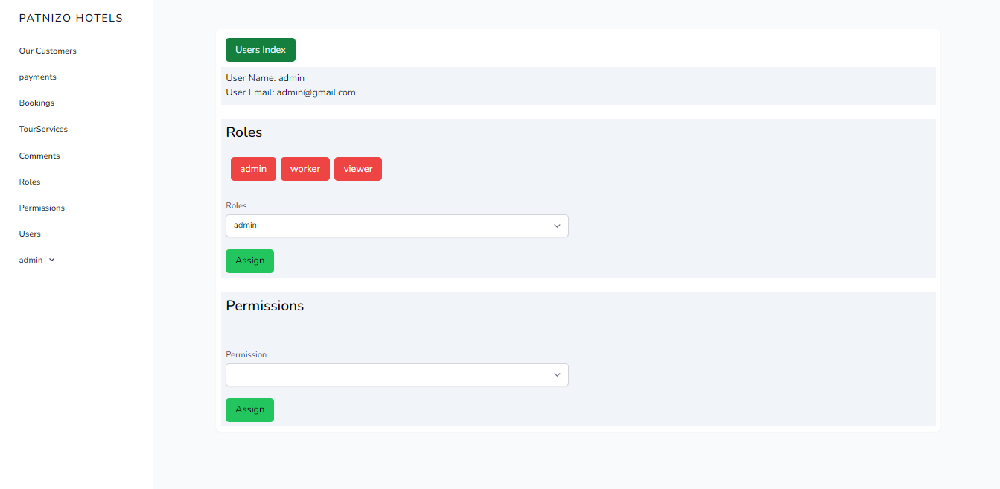 PATNIZO HOTELS
Our Customers
payments
Bookings
TourServices
Comments
Roles
Permissions
Users
admin
Users Index
User Name: admin
User Email: admin@gmail.com
Roles
admin worker viewer
Roles
admin
Assign
Permissions
Permission
Assign